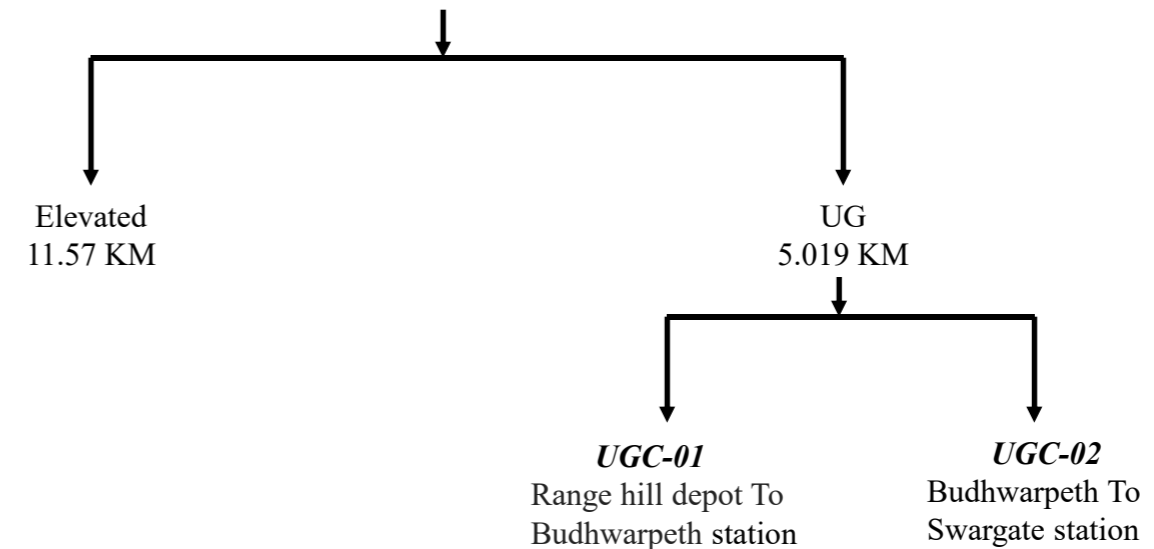 Elevated
11.57 KM
UG
5.019 KM
UGC-01
Range hill depot To
Budhwarpeth station
UGC-02
Budhwarpeth To
Swargate station